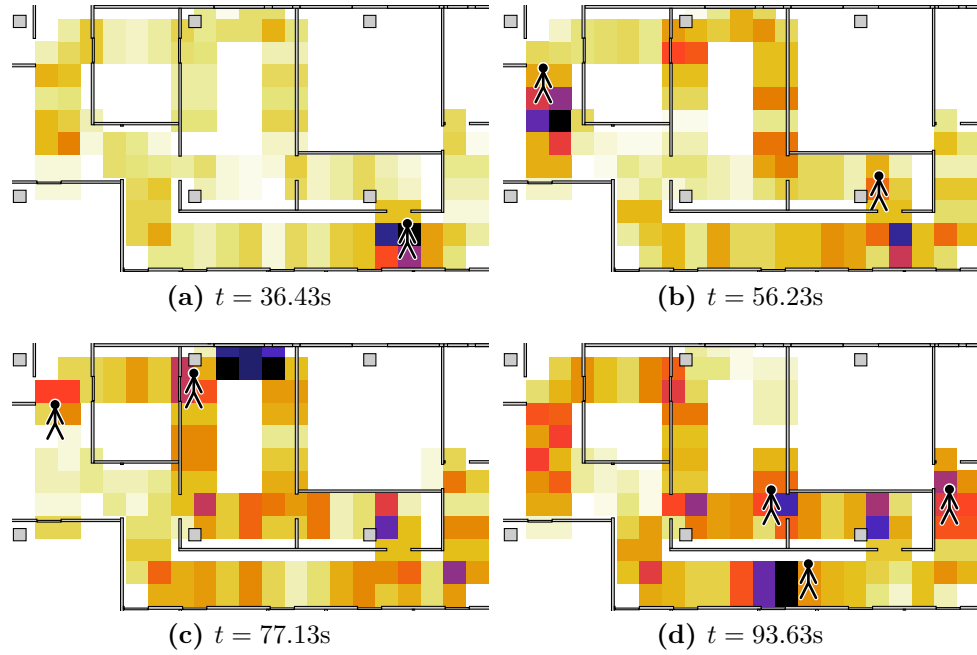 (a) t = 36.43s
(b) t = 56.23s
(c) t = 77.13s
(d) t = 93.63s